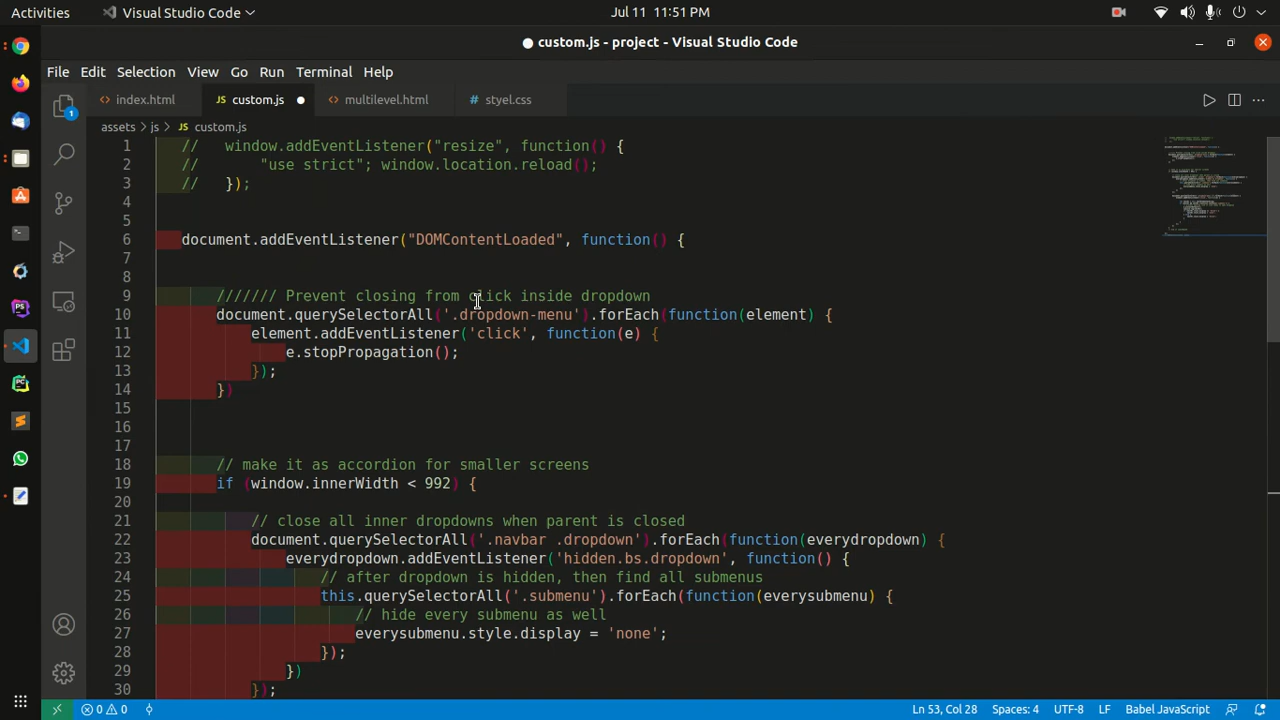 Activities Visual Studio Code Jul 11 11:51 PM
custom.js - project - Visual Studio Code
File Edit Selection View Go Run Terminal Help
index.html JS custom.js multilevel.html # styel.css
assets > js > JS custom.js
1 // window.addEventListener("resize", function() {
2 // "use strict"; window.location.reload();
3 // });
4
5
6 document.addEventListener("DOMContentLoaded", function() {
7
8
9 /////// Prevent closing from click inside dropdown
10 document.querySelectorAll('.dropdown-menu').forEach(function(element) {
11 element.addEventListener('click', function(e) {
12 e.stopPropagation();
13 });
14 })
15
16
17
18 // make it as accordion for smaller screens
19 if (window.innerWidth < 992) {
20
21 // close all inner dropdowns when parent is closed
22 document.querySelectorAll('.navbar .dropdown').forEach(function(everydropdown) {
23 everydropdown.addEventListener('hidden.bs.dropdown', function() {
24 // after dropdown is hidden, then find all submenus
25 this.querySelectorAll('.submenu').forEach(function(everysubmenu) {
26 // hide every submenu as well
27 everysubmenu.style.display = 'none';
28 });
29 })
30 });
0 0 Ln 53, Col 28 Spaces: 4 UTF-8 LF Babel JavaScript